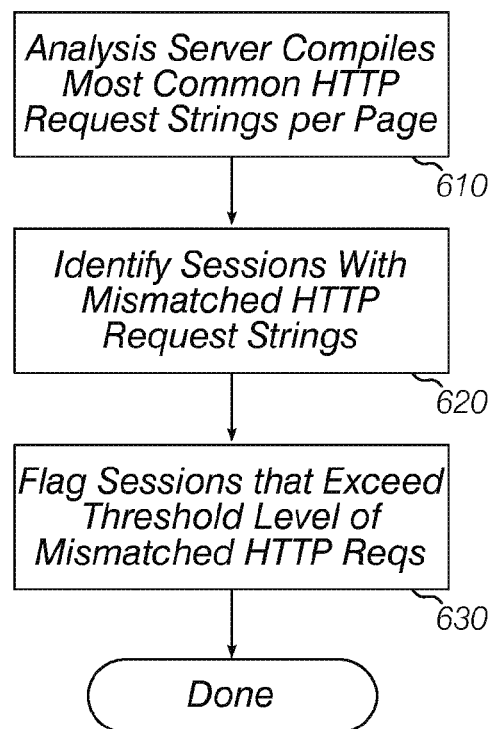 Analysis Server Compiles
Most Common HTTP
Request Strings per Page
610
Identify Sessions With
Mismatched HTTP
Request Strings
620
Flag Sessions that Exceed
Threshold Level of
Mismatched HTTP Reqs
630
Done